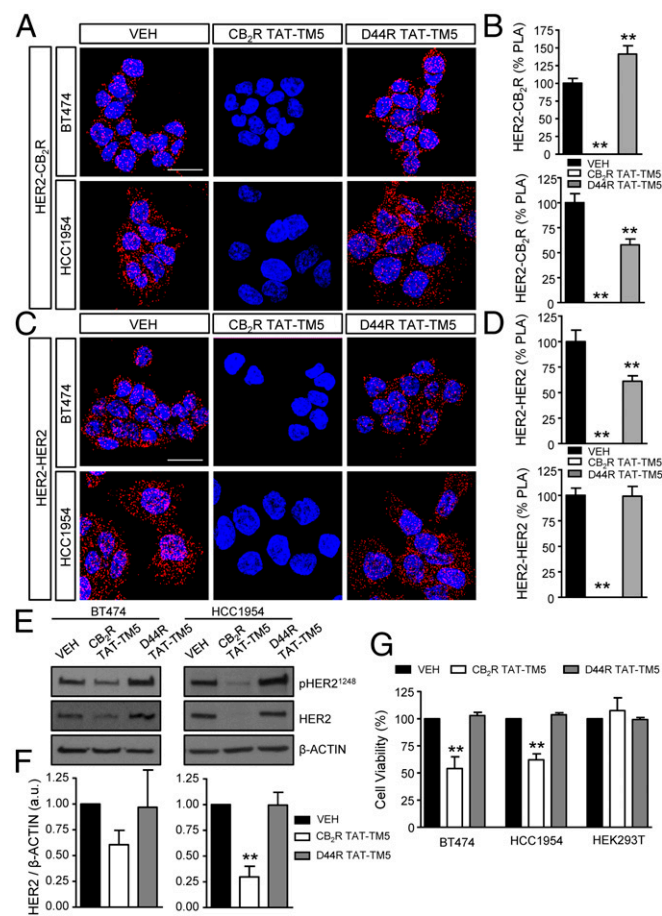 A
VEH
CB₂R TAT-TM5
D44R TAT-TM5
HER2-CB₂R
BT474
HCC1954
B
HER2-CB₂R (% PLA)
150
125
100
75
50
25
0
**
**
VEH
CB₂R TAT-TM5
D44R TAT-TM5
HER2-CB₂R (% PLA)
100
75
50
25
0
**
**
C
VEH
CB₂R TAT-TM5
D44R TAT-TM5
HER2-HER2
BT474
HCC1954
D
HER2-HER2 (% PLA)
100
75
50
25
0
**
**
VEH
CB₂R TAT-TM5
D44R TAT-TM5
HER2-HER2 (% PLA)
100
75
50
25
0
**
E
BT474
HCC1954
VEH
CB₂R
TAT-TM5
D44R
TAT-TM5
VEH
CB₂R
TAT-TM5
D44R
TAT-TM5
pHER2¹²⁴⁸
HER2
β-ACTIN
F
HER2 / β-ACTIN (a.u.)
1.25
1.00
0.75
0.50
0.25
0.00
1.25
1.00
0.75
0.50
0.25
0.00
**
VEH
CB₂R TAT-TM5
D44R TAT-TM5
G
VEH
CB₂R TAT-TM5
D44R TAT-TM5
Cell Viability (%)
125
100
75
50
25
0
**
**
BT474
HCC1954
HEK293T